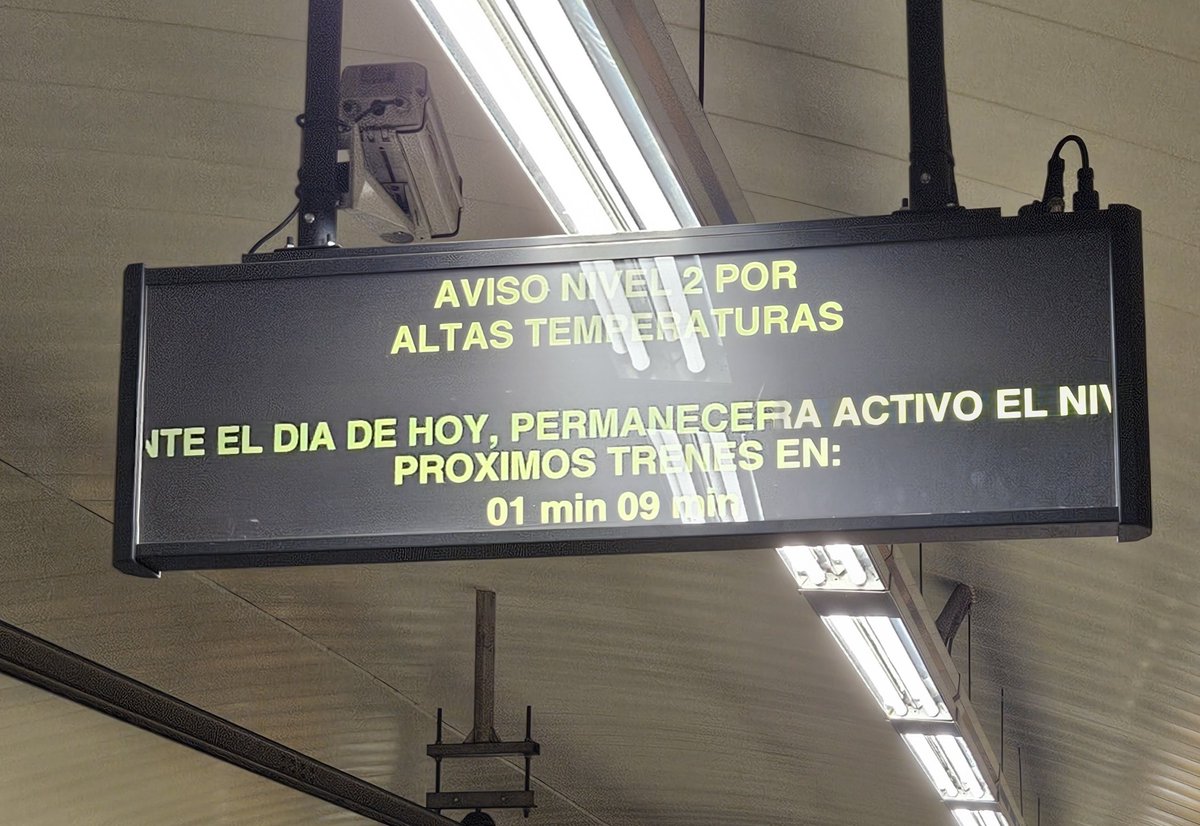 AVISO NIVEL 2 POR
ALTAS TEMPERATURAS
NTE EL DIA DE HOY, PERMANECERA ACTIVO EL NIV
PROXIMOS TRENES EN:
01 min 09 min